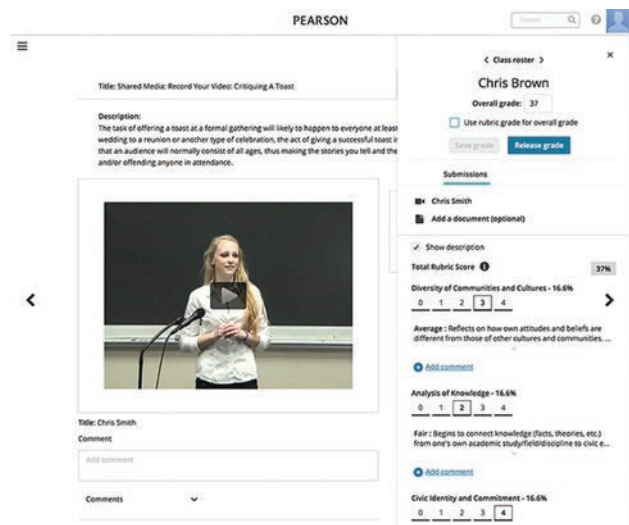 PEARSON
Search
Title: Shared Media: Record Your Video: Critiquing A Toast
Description:
The task of offering a toast at a formal gathering will likely to happen to everyone at least
wedding to a reunion or another type of celebration, the act of giving a successful toast i
that an audience will normally consist of all ages, thus making the stories you tell and the
and/or offending anyone in attendance.
Title: Chris Smith
Comment
Add comment
Comments
Class roster
Chris Brown
Overall grade: 37
Use rubric grade for overall grade
Save grade Release grade
Submissions
Chris Smith
Add a document (optional)
Show description
Total Rubric Score 37%
Diversity of Communities and Cultures - 16.6%
0 1 2 3 4
Average : Reflects on how own attitudes and beliefs are
different from those of other cultures and communities. ...
Add comment
Analysis of Knowledge - 16.6%
0 1 2 3 4
Fair : Begins to connect knowledge (facts, theories, etc.)
from one's own academic study/field/discipline to civic e...
Add comment
Civic Identity and Commitment - 16.6%
0 1 2 3 4